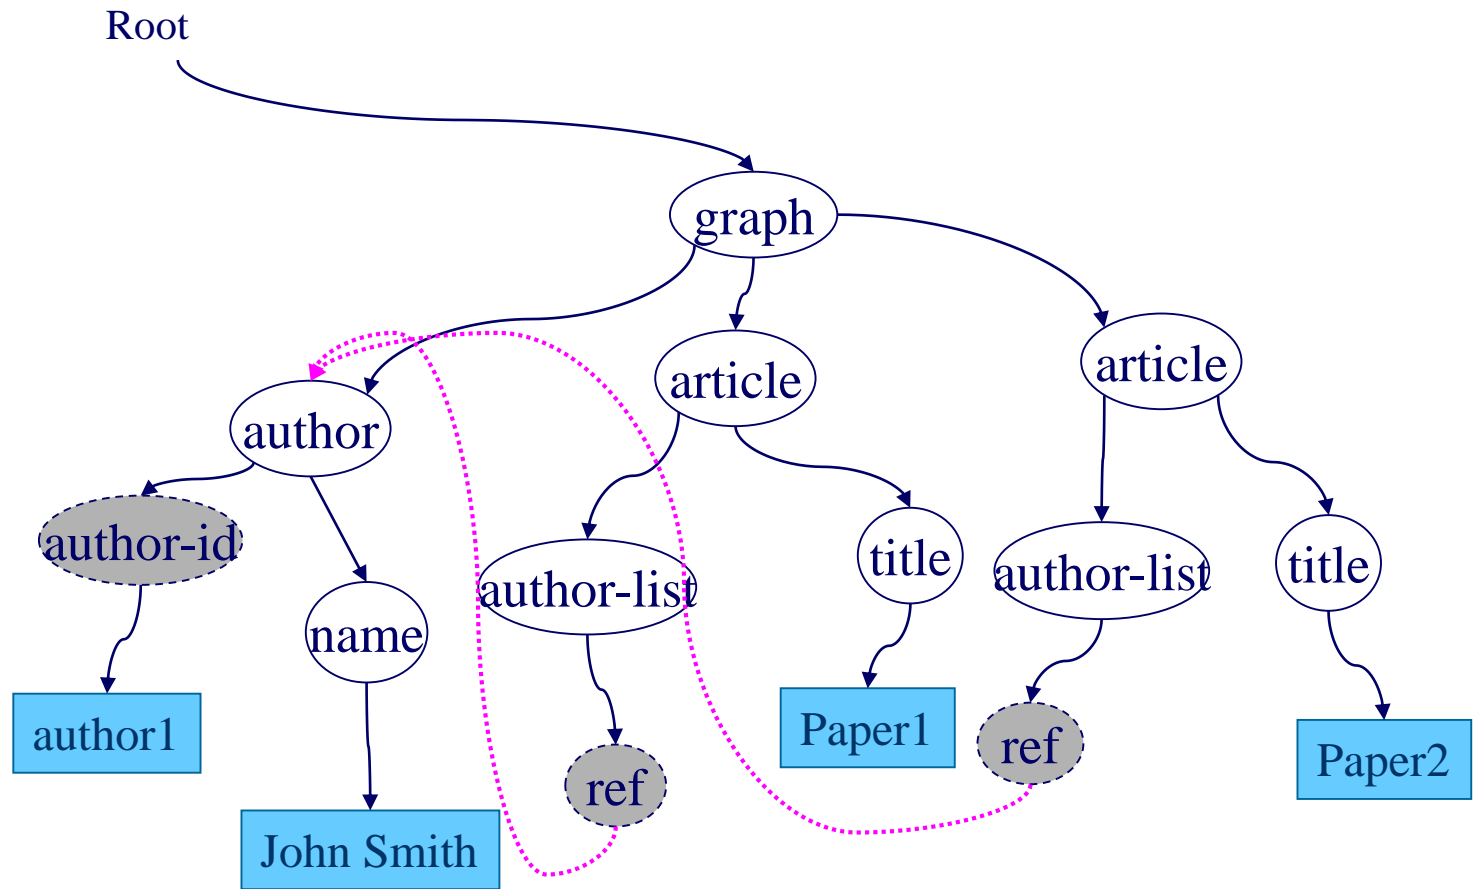 Root
graph
article
article
author
author-id
title
author-list
title
author-list
name
author1
Paper1
ref
Paper2
ref
John Smith